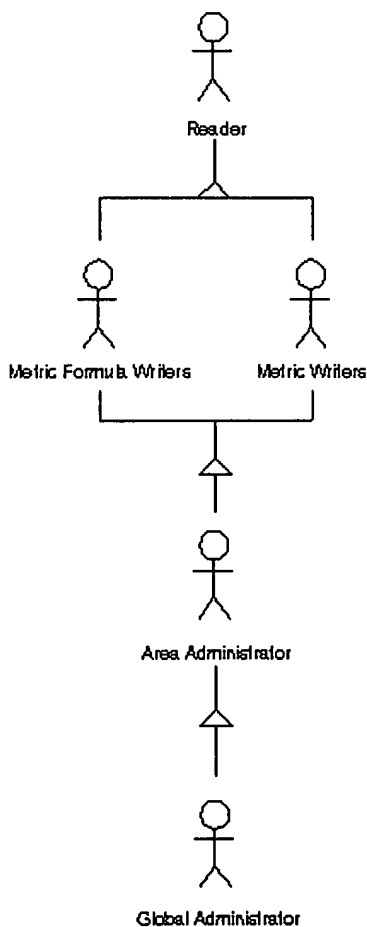 Reader
Metric Formula Writers
Metric Writers
Area Administrator
Global Administrator